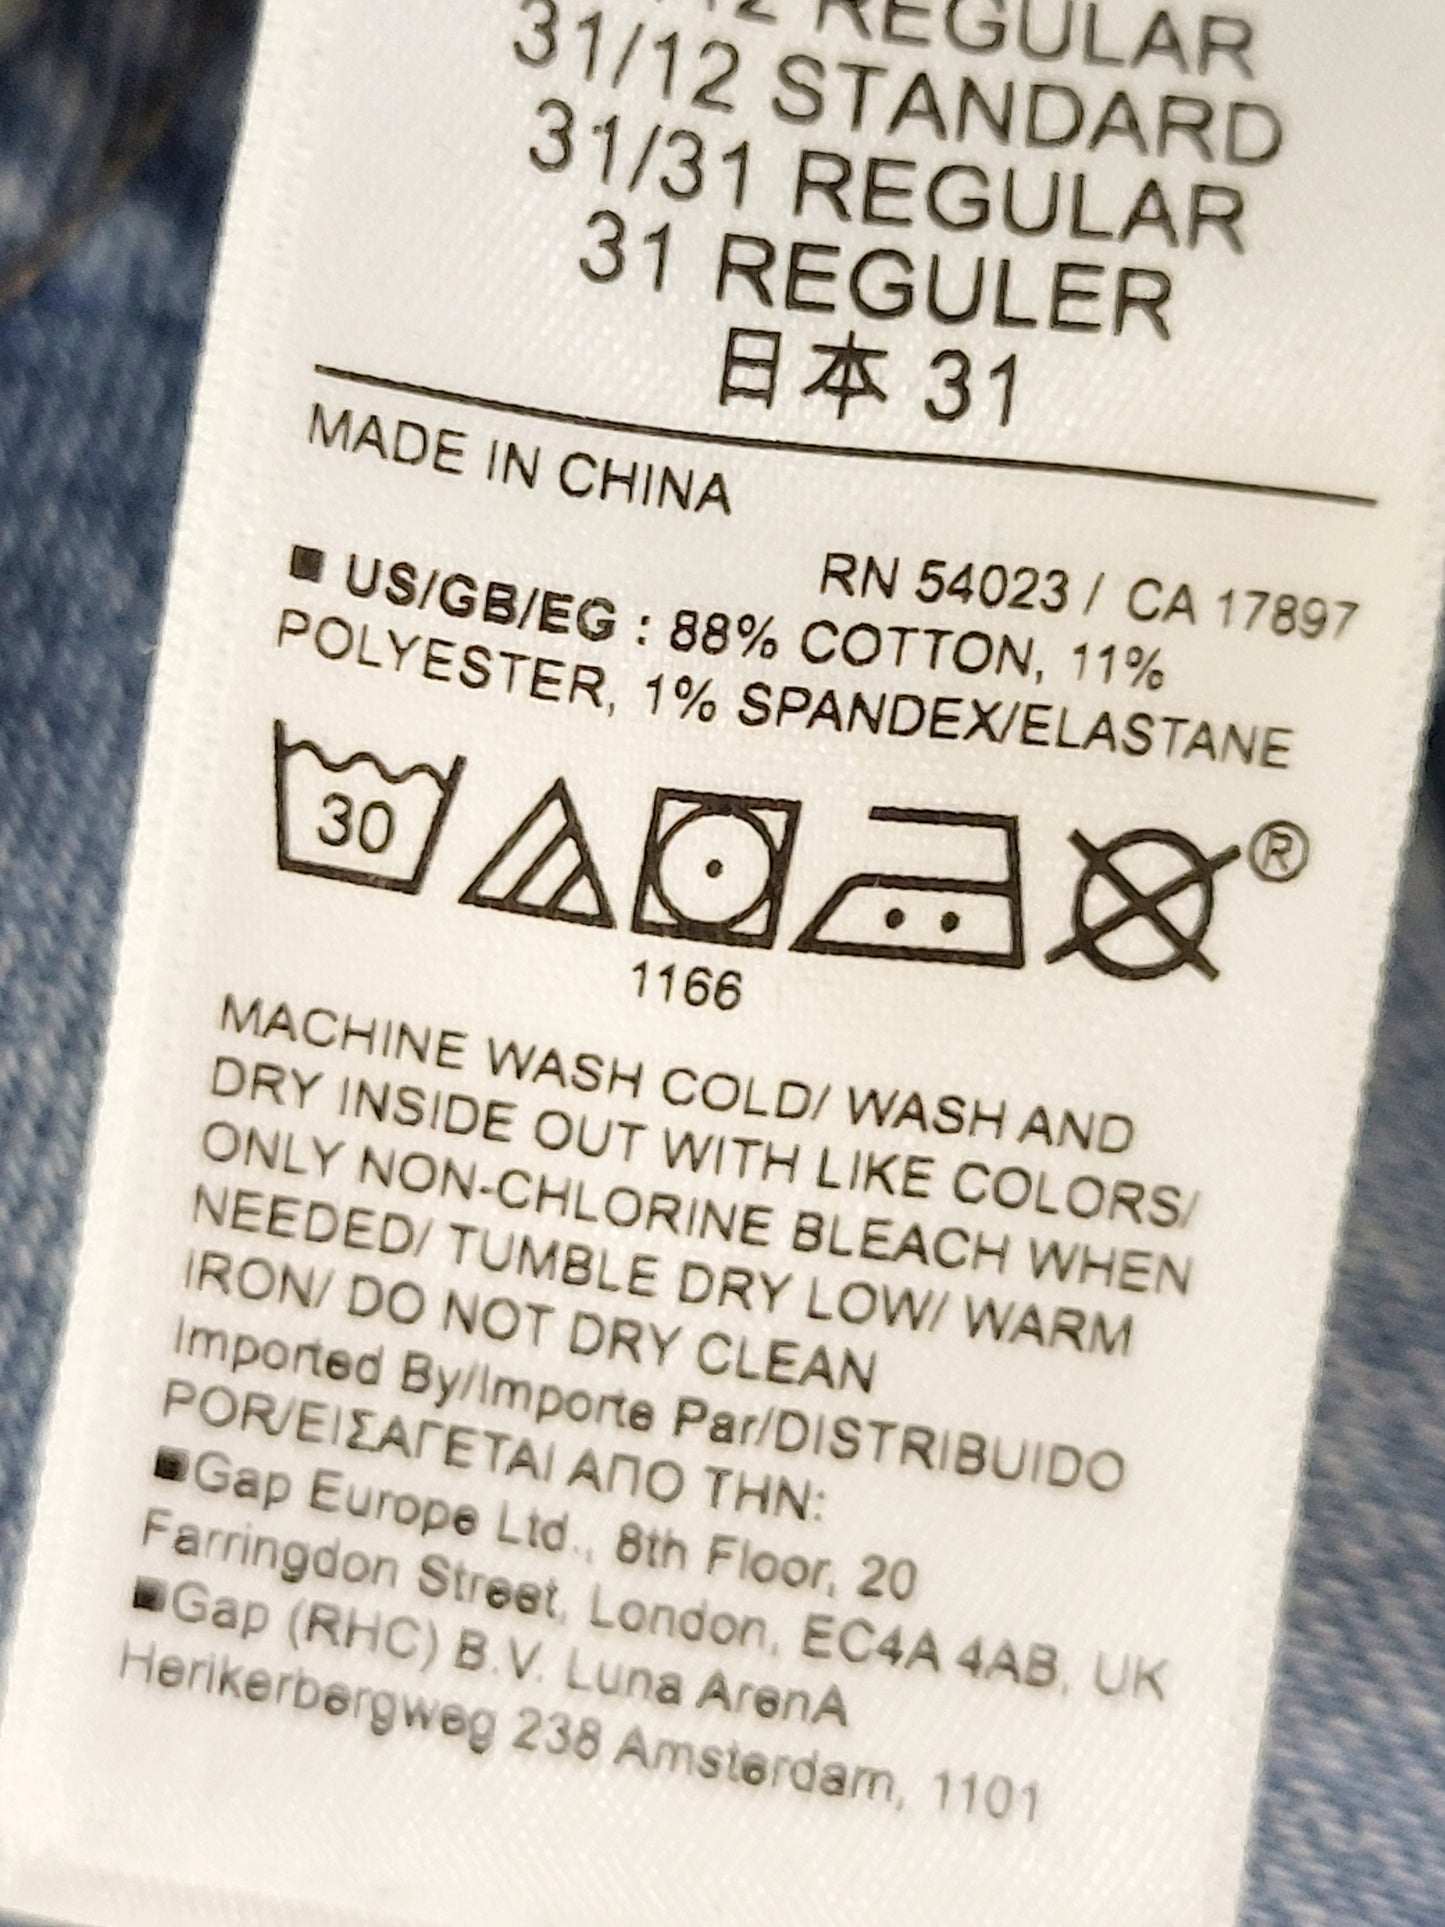 12 REGULAR
31/12 STANDARD
31/31 REGULAR
31 REGULER
日本 31
MADE IN CHINA
RN 54023 / CA 17897
■ US/GB/EG : 88% COTTON, 11%
POLYESTER, 1% SPANDEX/ELASTANE
30
®
1166
MACHINE WASH COLD/ WASH AND
DRY INSIDE OUT WITH LIKE COLORS/
ONLY NON-CHLORINE BLEACH WHEN
NEEDED/ TUMBLE DRY LOW/ WARM
IRON/ DO NOT DRY CLEAN
Imported By/Importe Par/DISTRIBUIDO
POR/ΕΙΣΑΓΕΤΑΙ ΑΠΟ ΤΗΝ:
■Gap Europe Ltd., 8th Floor, 20
Farringdon Street, London, EC4A 4AB, UK
■Gap (RHC) B.V. Luna ArenA
Herikerbergweg 238 Amsterdam, 1101